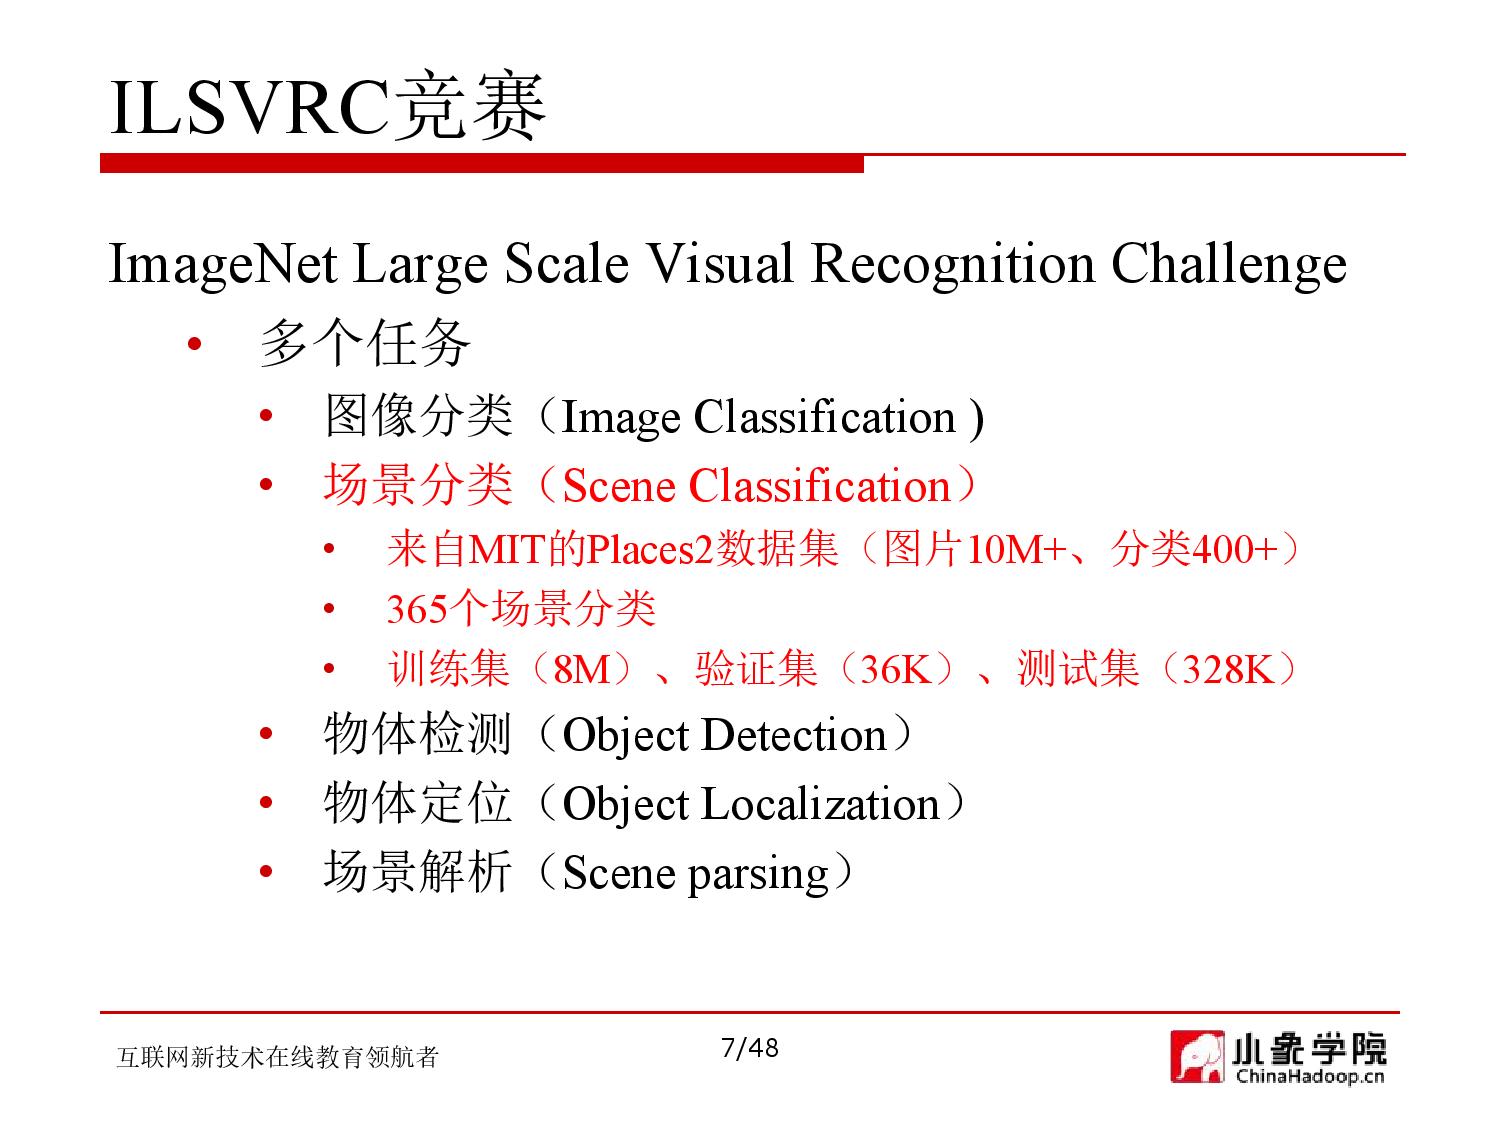 ILSVRC竞赛
ImageNet Large Scale Visual Recognition Challenge
• 多个任务
• 图像分类（Image Classification )
• 场景分类（Scene Classification）
• 来自MIT的Places2数据集（图片10M+、分类400+）
• 365个场景分类
• 训练集（8M）、验证集（36K）、测试集（328K）
• 物体检测（Object Detection）
• 物体定位（Object Localization）
• 场景解析（Scene parsing）
互联网新技术在线教育领航者
7/48
小象学院
ChinaHadoop.cn